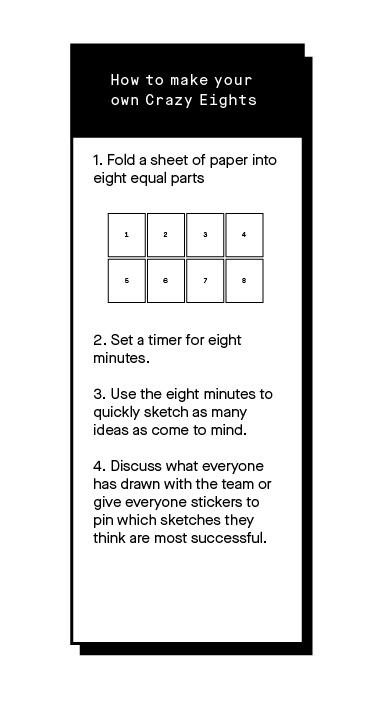 How to make your
own Crazy Eights
1. Fold a sheet of paper into
eight equal parts
1 2 3 4
5 6 7 8
2. Set a timer for eight
minutes.
3. Use the eight minutes to
quickly sketch as many
ideas as come to mind.
4. Discuss what everyone
has drawn with the team or
give everyone stickers to
pin which sketches they
think are most successful.